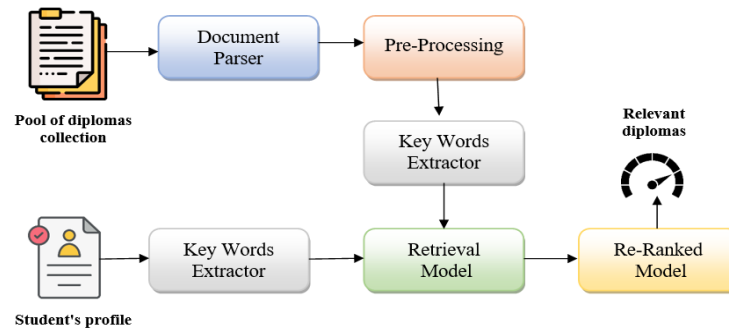 Document
Parser
Pre-Processing
Pool of diplomas
collection
Key Words
Extractor
Relevant
diplomas
Key Words
Extractor
Retrieval
Model
Re-Ranked
Model
Student's profile